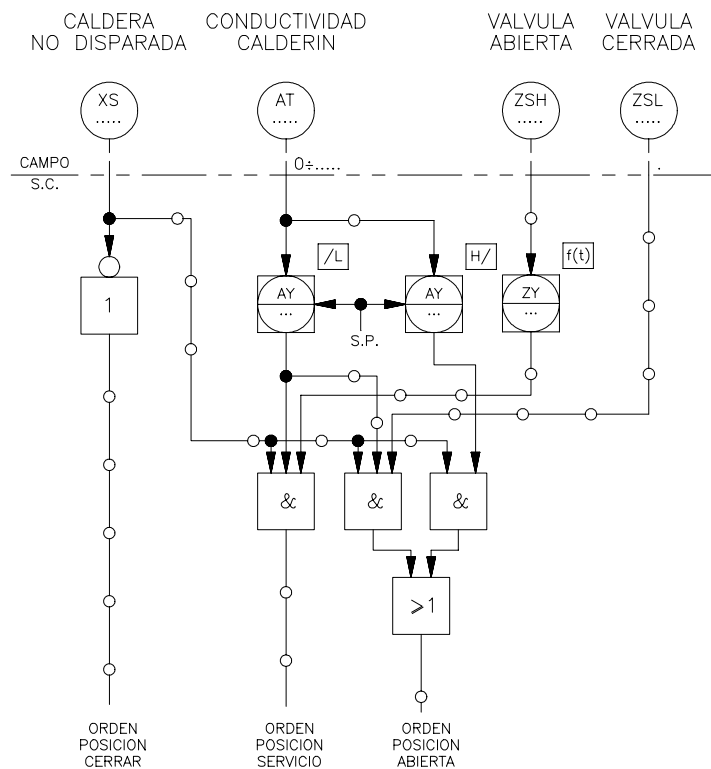 CALDERA
NO DISPARADA
CONDUCTIVIDAD
CALDERIN
VALVULA
ABIERTA
VALVULA
CERRADA
XS
.....
AT
.....
ZSH
.....
ZSL
.....
CAMPO
S.C.
0÷.....
.
/L
H/
f(t)
1
AY
...
AY
...
ZY
...
S.P.
&
&
&
≥1
ORDEN
POSICION
CERRAR
ORDEN
POSICION
SERVICIO
ORDEN
POSICION
ABIERTA